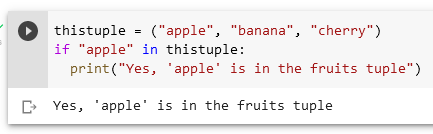 thistuple = ("apple", "banana", "cherry")
if "apple" in thistuple:
  print("Yes, 'apple' is in the fruits tuple")
Yes, 'apple' is in the fruits tuple